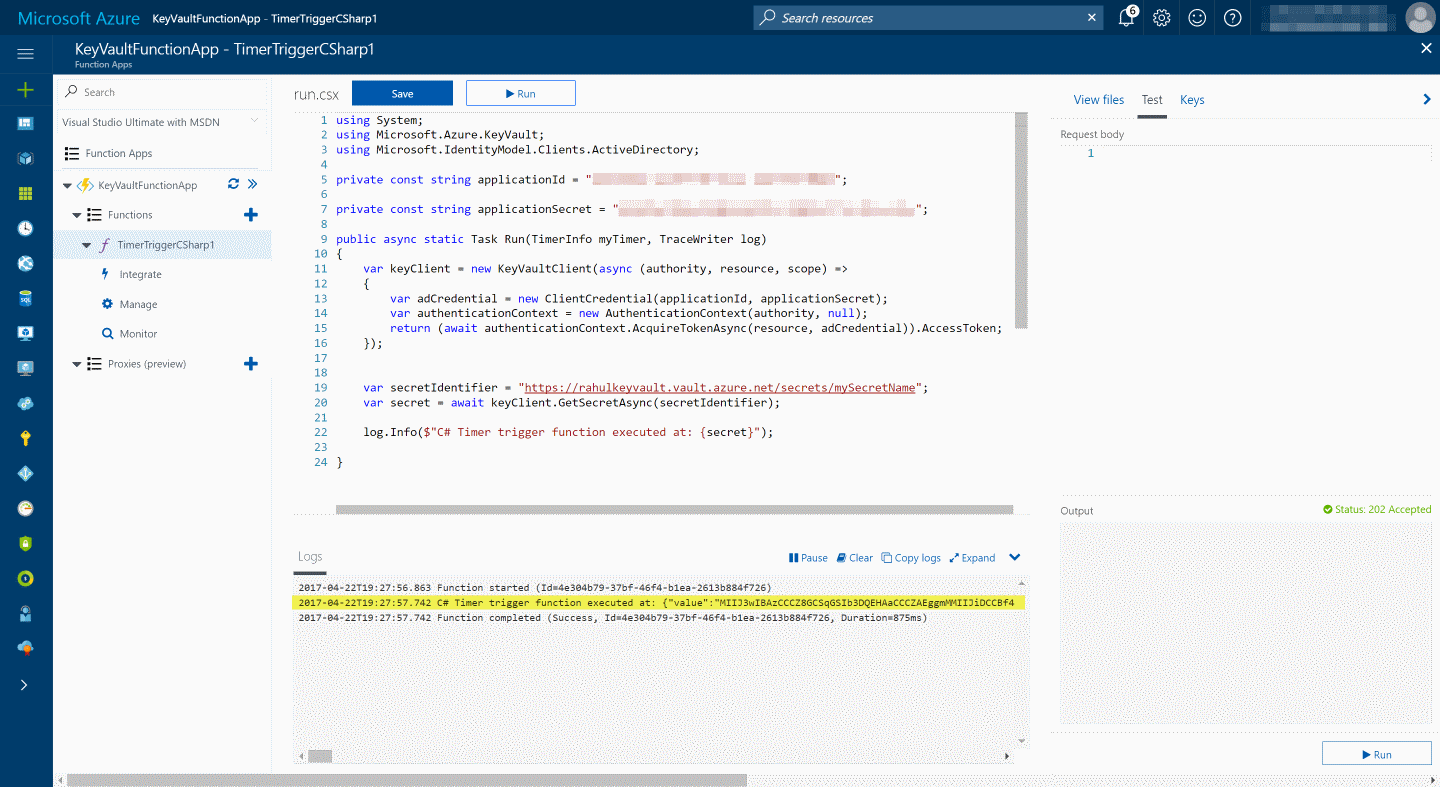 Microsoft Azure KeyVaultFunctionApp - TimerTriggerCSharp1
Search resources
6
KeyVaultFunctionApp - TimerTriggerCSharp1
Function Apps
Search
Visual Studio Ultimate with MSDN
Function Apps
KeyVaultFunctionApp
Functions
TimerTriggerCSharp1
Integrate
Manage
Monitor
Proxies (preview)
run.csx
Save
Run
1 using System;
2 using Microsoft.Azure.KeyVault;
3 using Microsoft.IdentityModel.Clients.ActiveDirectory;
4
5 private const string applicationId = "";
6
7 private const string applicationSecret = "";
8
9 public async static Task Run(TimerInfo myTimer, TraceWriter log)
10 {
11 var keyClient = new KeyVaultClient(async (authority, resource, scope) =>
12 {
13 var adCredential = new ClientCredential(applicationId, applicationSecret);
14 var authenticationContext = new AuthenticationContext(authority, null);
15 return (await authenticationContext.AcquireTokenAsync(resource, adCredential)).AccessToken;
16 });
17
18
19 var secretIdentifier = "https://rahulkeyvault.vault.azure.net/secrets/mySecretName";
20 var secret = await keyClient.GetSecretAsync(secretIdentifier);
21
22 log.Info($"C# Timer trigger function executed at: {secret}");
23
24 }
Logs
Pause
Clear
Copy logs
Expand
2017-04-22T19:27:56.863 Function started (Id=4e304b79-37bf-46f4-b1ea-2613b884f726)
2017-04-22T19:27:57.742 C# Timer trigger function executed at: {"value":"MIIJ3wIBAzCCCZ8GCSqGSIb3DQEHAaCCCZAEggmMMIIJiDCCBf4
2017-04-22T19:27:57.742 Function completed (Success, Id=4e304b79-37bf-46f4-b1ea-2613b884f726, Duration=875ms)
View files
Test
Keys
Request body
1
Output
Status: 202 Accepted
Run